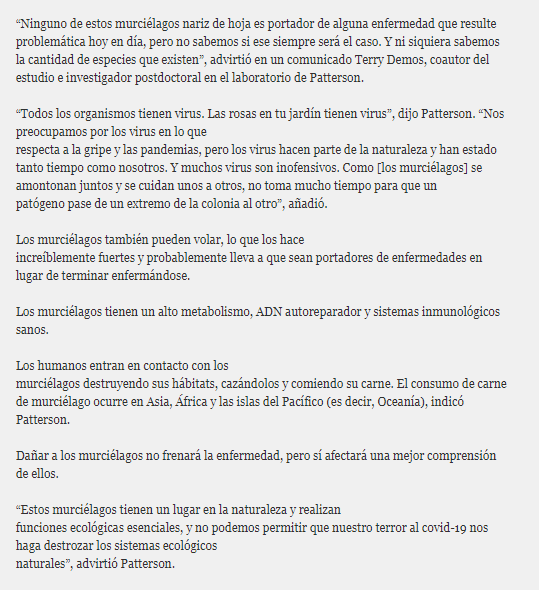 “Ninguno de estos murciélagos nariz de hoja es portador de alguna enfermedad que resulte
problemática hoy en día, pero no sabemos si ese siempre será el caso. Y ni siquiera sabemos
la cantidad de especies que existen”, advirtió en un comunicado Terry Demos, coautor del
estudio e investigador postdoctoral en el laboratorio de Patterson.
“Todos los organismos tienen virus. Las rosas en tu jardín tienen virus”, dijo Patterson. “Nos
preocupamos por los virus en lo que
respecta a la gripe y las pandemias, pero los virus hacen parte de la naturaleza y han estado
tanto tiempo como nosotros. Y muchos virus son inofensivos. Como [los murciélagos] se
amontonan juntos y se cuidan unos a otros, no toma mucho tiempo para que un
patógeno pase de un extremo de la colonia al otro”, añadió.
Los murciélagos también pueden volar, lo que los hace
increíblemente fuertes y probablemente lleva a que sean portadores de enfermedades en
lugar de terminar enfermándose.
Los murciélagos tienen un alto metabolismo, ADN autoreparador y sistemas inmunológicos
sanos.
Los humanos entran en contacto con los
murciélagos destruyendo sus hábitats, cazándolos y comiendo su carne. El consumo de carne
de murciélago ocurre en Asia, África y las islas del Pacífico (es decir, Oceanía), indicó
Patterson.
Dañar a los murciélagos no frenará la enfermedad, pero sí afectará una mejor comprensión
de ellos.
“Estos murciélagos tienen un lugar en la naturaleza y realizan
funciones ecológicas esenciales, y no podemos permitir que nuestro terror al covid-19 nos
haga destrozar los sistemas ecológicos
naturales”, advirtió Patterson.